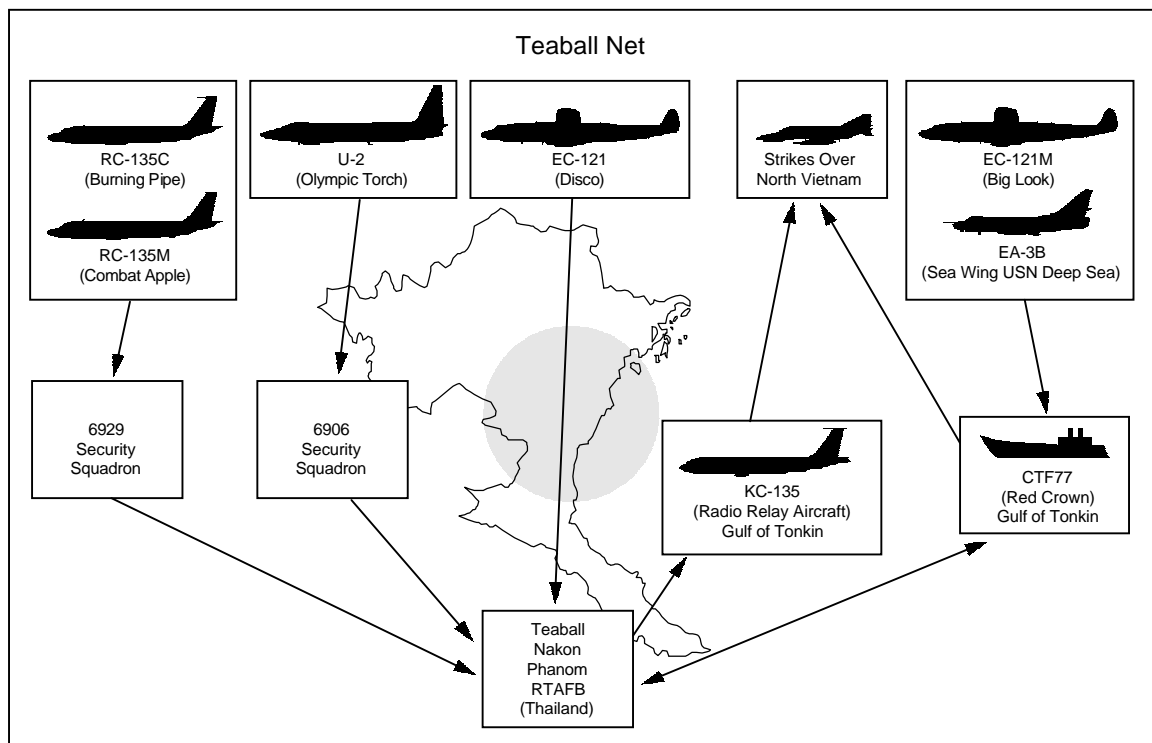 Teaball Net
RC-135C
(Burning Pipe)
RC-135M
(Combat Apple)
U-2
(Olympic Torch)
EC-121
(Disco)
Strikes Over
North Vietnam
EC-121M
(Big Look)
EA-3B
(Sea Wing USN Deep Sea)
6929
Security
Squadron
6906
Security
Squadron
KC-135
(Radio Relay Aircraft)
Gulf of Tonkin
CTF77
(Red Crown)
Gulf of Tonkin
Teaball
Nakon
Phanom
RTAFB
(Thailand)